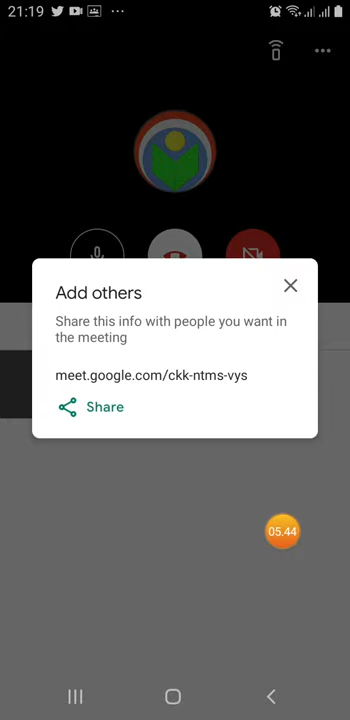 21:19
Add others
Share this info with people you want in
the meeting
meet.google.com/ckk-ntms-vys
Share
05.44